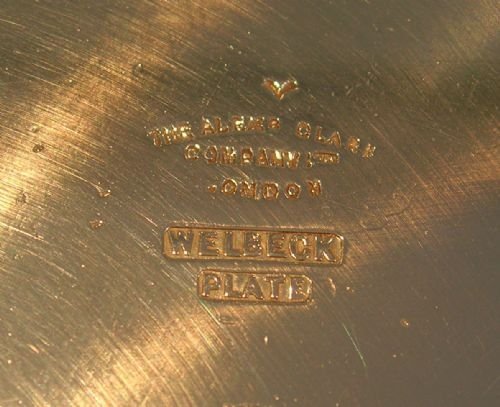 THE ALEXR CLARK
COMPANY LTD
LONDON
WELBECK
PLATE